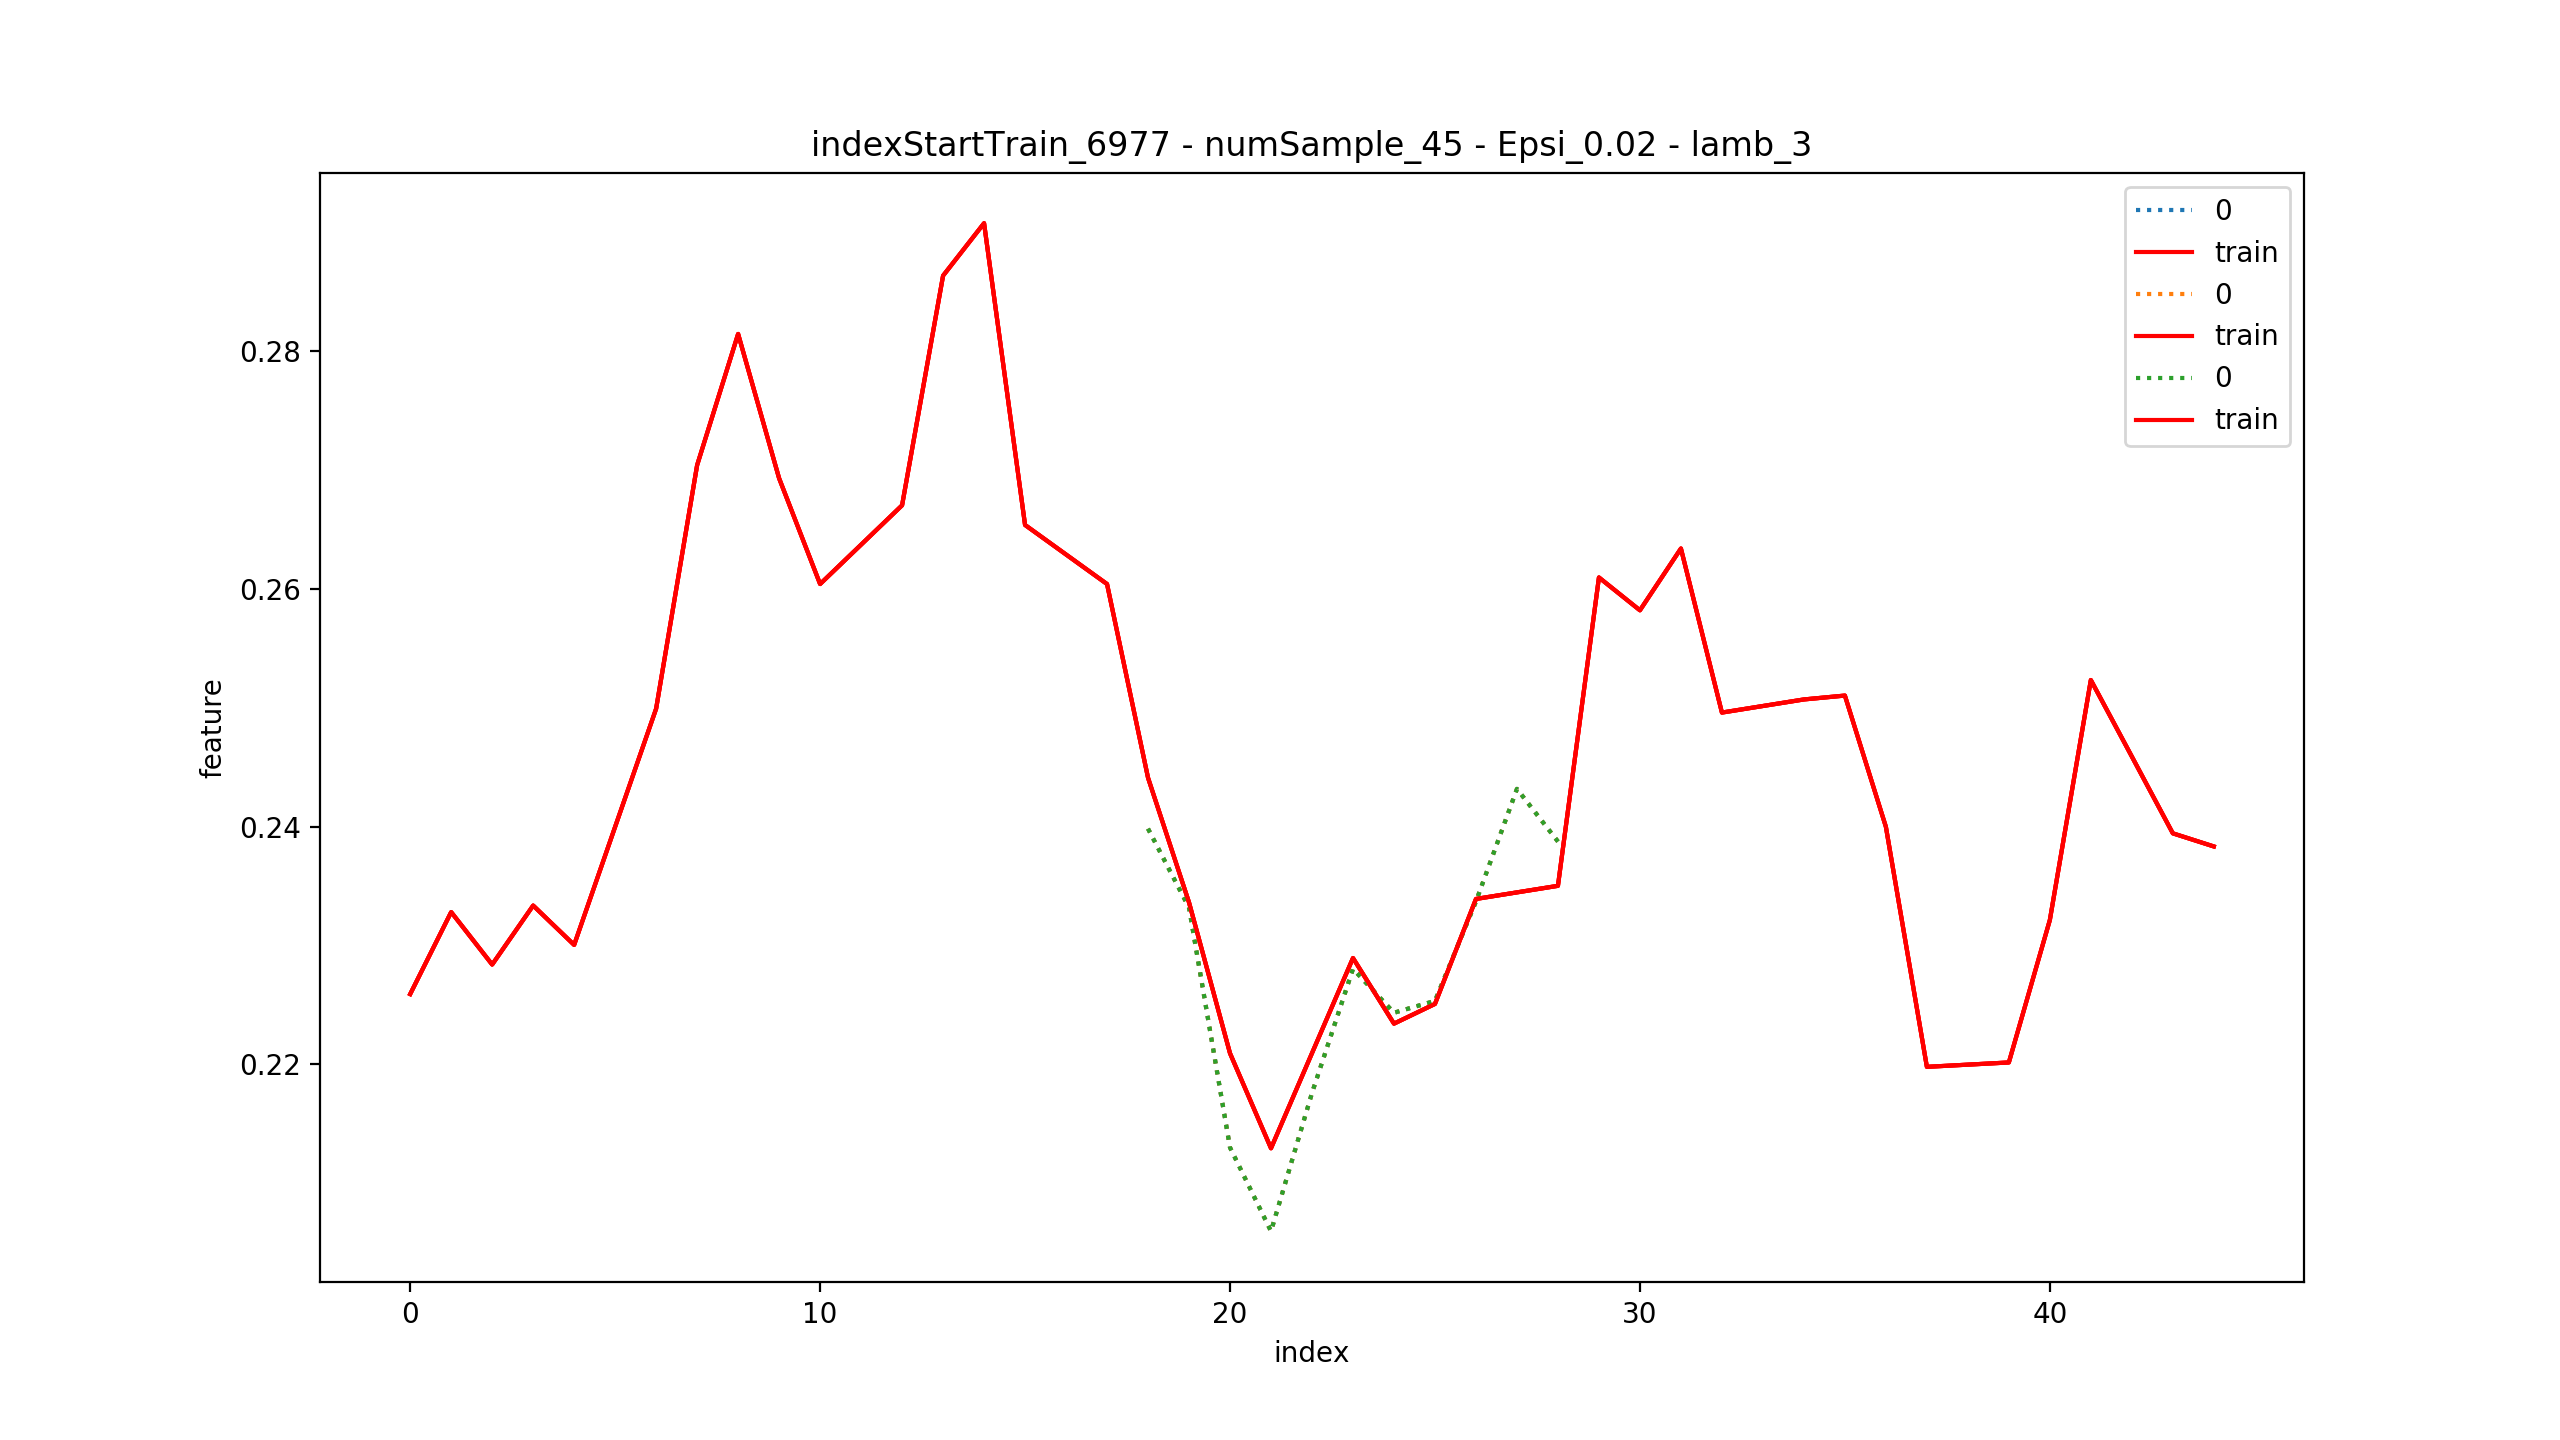 indexStartTrain_6977 - numSample_45 - Epsi_0.02 - lamb_3
0
train
0
train
0
train
0.28
0.26
0.24
0.22
feature
0 10 20 30 40
index